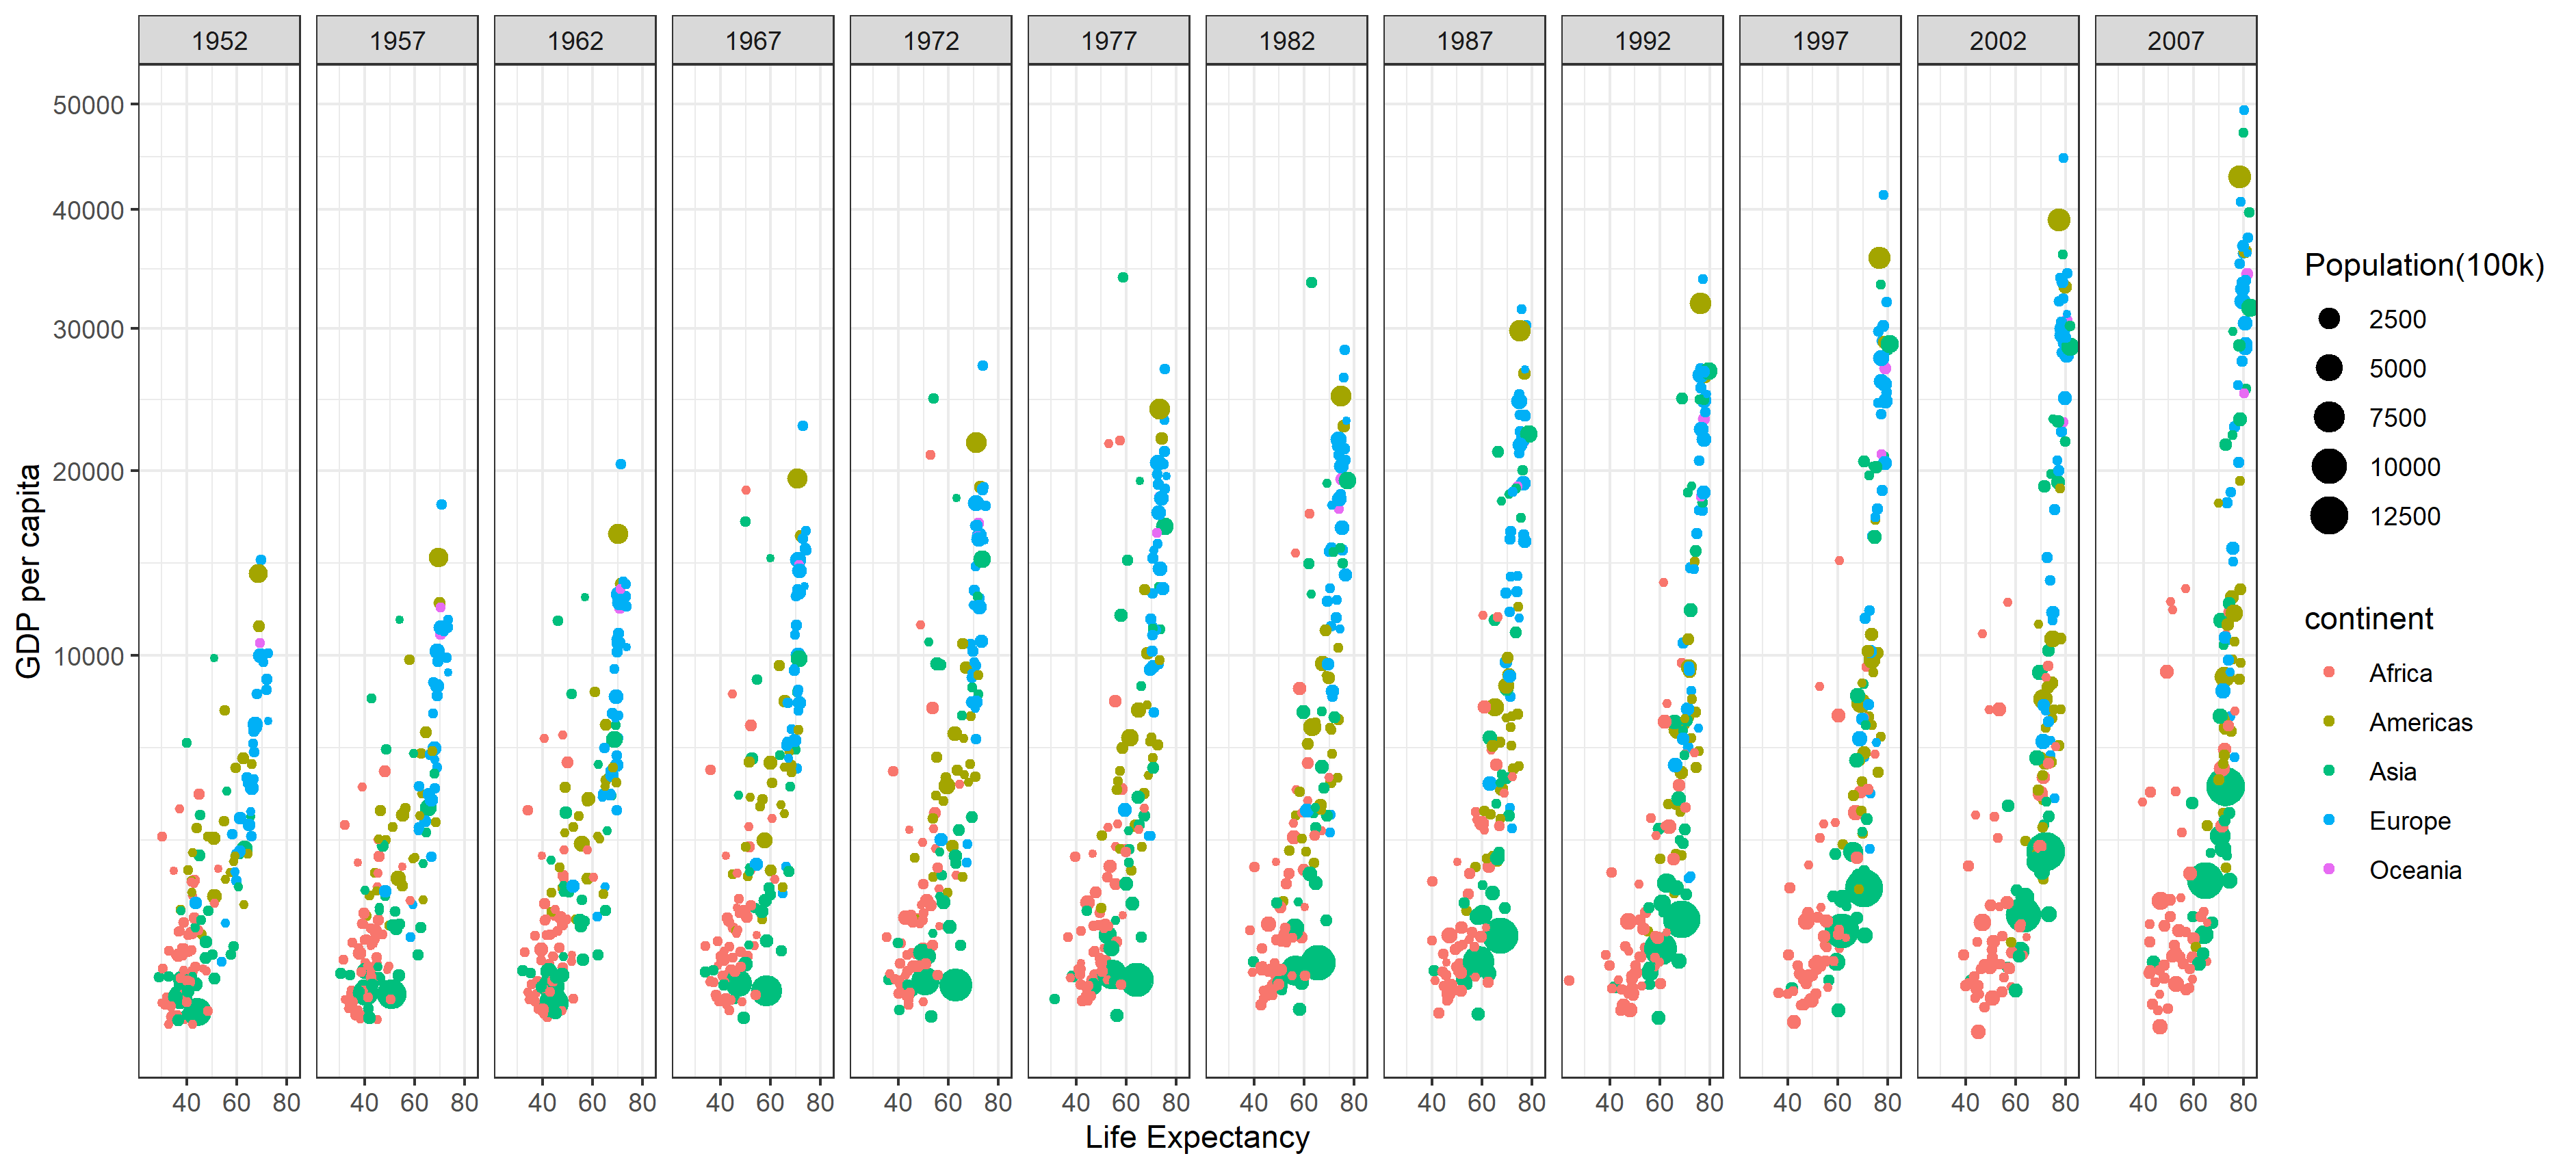 1952 1957 1962 1967 1972 1977 1982 1987 1992 1997 2002 2007
50000
40000
30000
20000
10000
GDP per capita
40 60 80 40 60 80 40 60 80 40 60 80 40 60 80 40 60 80 40 60 80 40 60 80 40 60 80 40 60 80 40 60 80 40 60 80
Life Expectancy
Population(100k)
2500
5000
7500
10000
12500
continent
Africa
Americas
Asia
Europe
Oceania